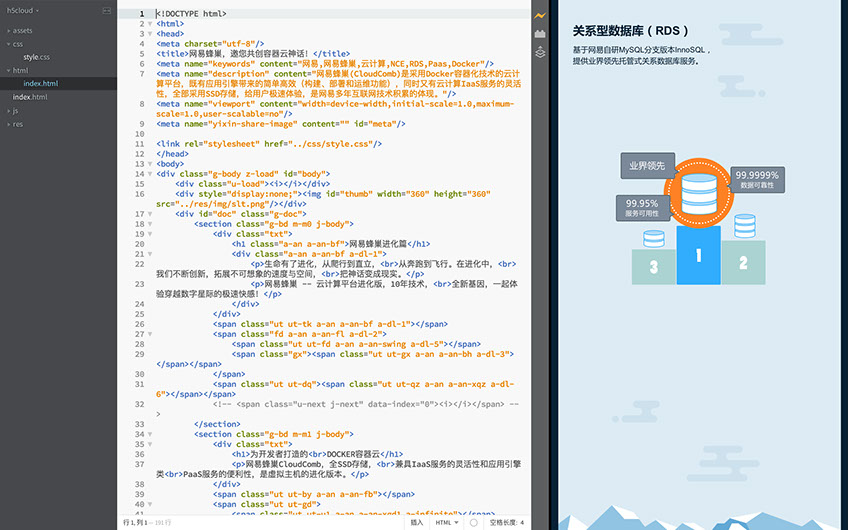 h5cloud
assets
css
style.css
html
index.html
index.html
js
res
1 <!DOCTYPE html>
2 <html>
3 <head>
4 <meta charset="utf-8"/>
5 <title>网易蜂巢，邀您共创容器云神话！</title>
6 <meta name="keywords" content="网易,网易蜂巢,云计算,NCE,RDS,Paas,Docker"/>
7 <meta name="description" content="网易蜂巢(CloudComb)是采用Docker容器化技术的云计
算平台，既有应用引擎带来的简单高效（构建、部署和运维功能），同时又有云计算IaaS服务的灵活
性，全部采用SSD存储，给用户极速体验，是网易多年互联网技术积累的体现。"/>
8 <meta name="viewport" content="width=device-width,initial-scale=1.0,maximum-
scale=1.0,user-scalable=no"/>
9 <meta name="yixin-share-image" content="" id="meta"/>
10
11 <link rel="stylesheet" href="../css/style.css"/>
12 </head>
13 <body>
14 <div class="g-body z-load" id="body">
15 <div class="u-load"><i></i></div>
16 <div style="display:none;"><img id="thumb" width="360" height="360"
src="../res/img/slt.png"/></div>
17 <div id="doc" class="g-doc">
18 <section class="g-bd m-m0 j-body">
19 <div class="txt">
20 <h1 class="a-an a-an-bf">网易蜂巢进化篇</h1>
21 <div class="a-an a-an-bf a-dl-1">
22 <p>生命有了进化，从爬行到直立，<br>从奔跑到飞行。在进化中，<br>
我们不断创新，拓展不可想象的速度与空间，<br>把神话变成现实。</p>
23 <p>网易蜂巢 -- 云计算平台进化版，10年技术，<br>全新基因，一起体
验穿越数字星际的极速快感！</p>
24 </div>
25 </div>
26 <span class="ut ut-tk a-an a-an-bf a-dl-1"></span>
27 <span class="fd a-an a-an-fl a-dl-2">
28 <span class="ut ut-fd a-an a-an-swing a-dl-5"></span>
29 <span class="gx"><span class="ut ut-gx a-an a-an-bh a-dl-3">
</span></span>
30 </span>
31 <span class="ut ut-dq"><span class="ut ut-qz a-an a-an-xqz a-dl-
6"></span></span>
32 <!-- <span class="u-next j-next" data-index="0"><i></i></span> --
>
33 </section>
34 <section class="g-bd m-m1 j-body">
35 <div class="txt">
36 <h1>为开发者打造的<br>DOCKER容器云</h1>
37 <p>网易蜂巢CloudComb，全SSD存储，<br>兼具IaaS服务的灵活性和应用引擎
类<br>PaaS服务的便利性，是虚拟主机的进化版本。</p>
38 </div>
39 <span class="ut ut-by a-an a-an-fb"></span>
40 <span class="ut ut-gd">
41 <span class="ut ut-y1 a-an a-an-xgd1 a-infinite"></span>
行 1, 列 1 — 191 行
插入 HTML 空格长度: 4
关系型数据库（RDS）
基于网易自研MySQL分支版本InnoSQL，
提供业界领先托管式关系数据库服务。
业界领先
99.9999%
数据可靠性
99.95%
服务可用性
3
1
2